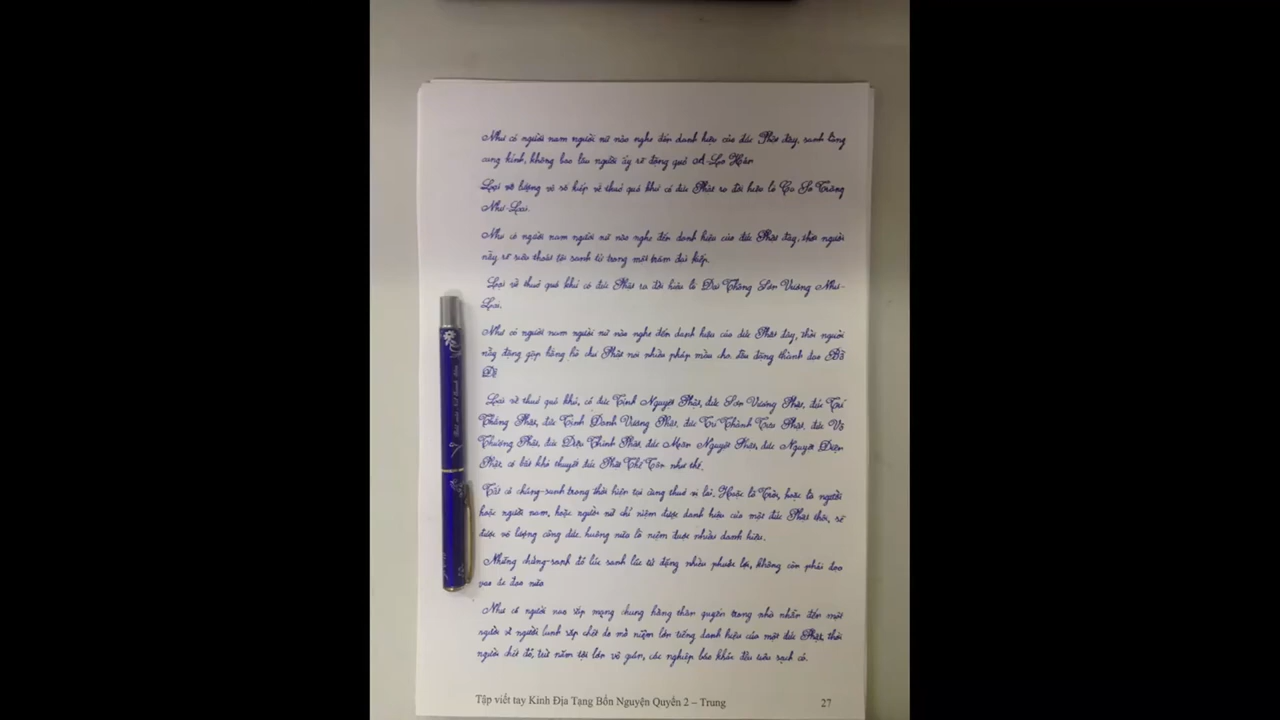 Như có người nam người nữ nào nghe đến danh hiệu của đức Phật đây, sanh lòng
cung kính, không bao lâu người ấy sẽ đặng quả A-La Hán
Lại về lượng vô số kiếp về thuở quá khứ có đức Phật ra đời hiệu là Ca Sa Tràng
Như-Lai.
Như có người nam người nữ nào nghe đến danh hiệu của đức Phật đây, thời người
này sẽ siêu thoát tội sanh tử trong một trăm đại kiếp.
Lại về thuở quá khứ có đức Phật ra đời hiệu là Đại Thông Sơn Vương Như-
Lai.
Như có người nam người nữ nào nghe đến danh hiệu của đức Phật đây, thời người
này đặng gặp hằng hà chư Phật nói nhiều pháp mầu cho. đều đặng thành đạo Bồ
Đề
Lại về thuở quá khứ, có đức Tịnh Nguyệt Phật, đức Sơn Vương Phật, đức Trí
Thắng Phật, đức Tịnh Danh Vương Phật, đức Trí Thành Tựu Phật, đức Vô
Thượng Phật, đức Diệu Thinh Phật, đức Mãn Nguyệt Phật, đức Nguyệt Diện
Phật, có bất khả thuyết đức Phật Thế Tôn như thế.
Tất cả chúng-sanh trong thời hiện tại cùng thuở vị lai. Hoặc là Trời, hoặc là người
hoặc người nam, hoặc người nữ chỉ niệm được danh hiệu của một đức Phật thôi, sẽ
được vô lượng công đức. huống nữa là niệm được nhiều danh hiệu.
Những chúng-sanh đó lúc sanh lúc tử đặng nhiều phước lợi, không còn phải đọa
vào ác đạo nữa
Như có người nào sắp mạng chung hàng thân quyến trong nhà nhẫn đến một
người vì người bịnh sắp chết đó mà niệm lớn tiếng danh hiệu của một đức Phật, thời
người chết đó, trừ năm tội lớn vô gián, các nghiệp báo khác đều tiêu sạch cả.
Tập viết tay Kinh Địa Tạng Bổn Nguyện Quyển 2 – Trung
27